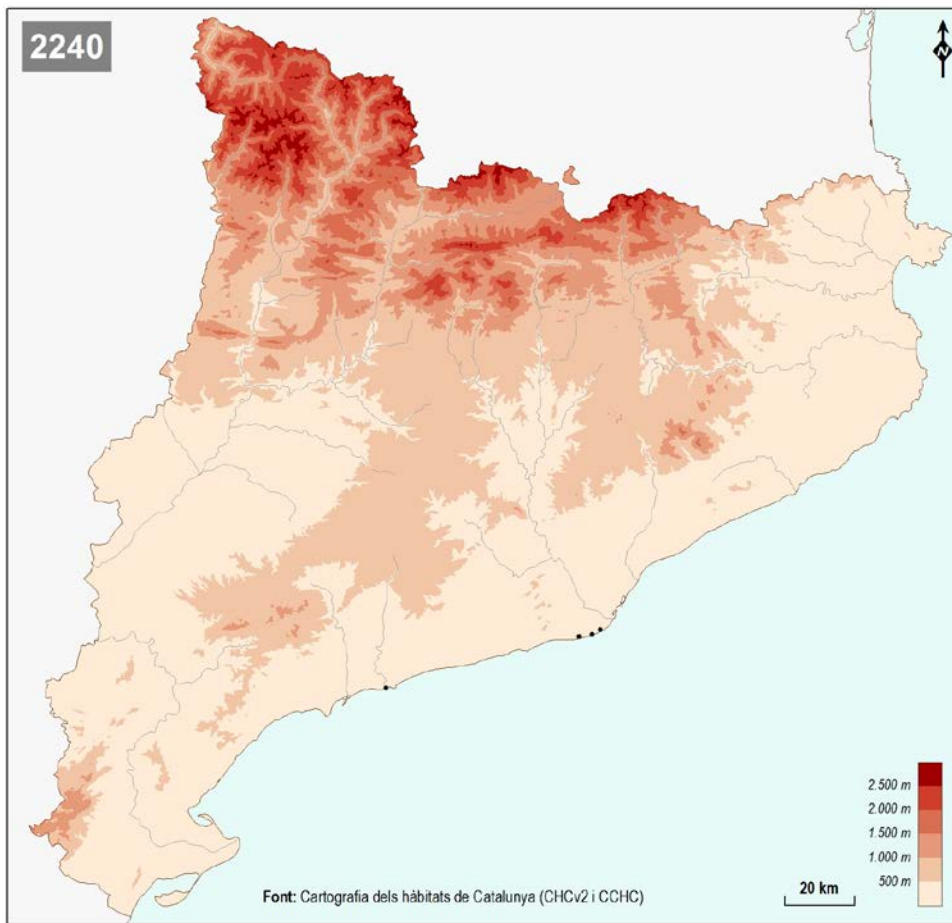 2240
N
2.500 m
2.000 m
1.500 m
1.000 m
500 m
Font: Cartografia dels hàbitats de Catalunya (CHCv2 i CCHC)
20 km